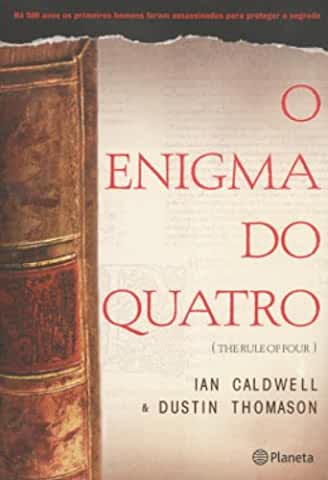 Há 500 anos os primeiros homens foram assassinados para proteger o segredo
O
ENIGMA
DO
QUATRO
( THE RULE OF FOUR )
IAN CALDWELL
& DUSTIN THOMASON
Planeta